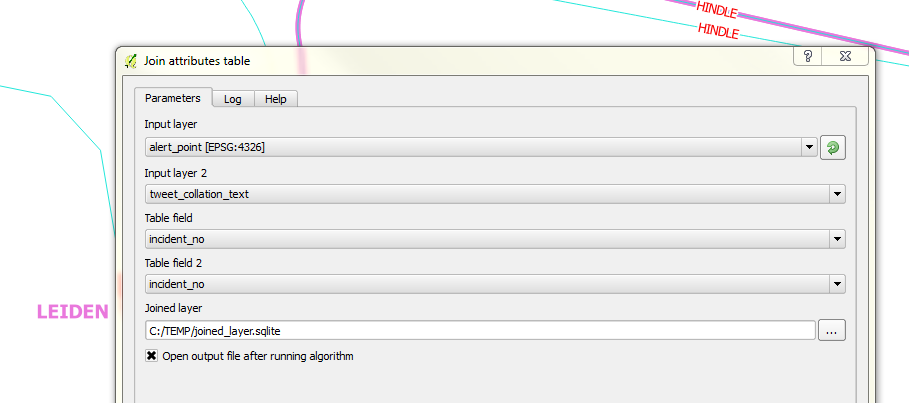 HINDLE
HINDLE
Join attributes table
Parameters Log Help
Input layer
alert_point [EPSG:4326]
Input layer 2
tweet_collation_text
Table field
incident_no
Table field 2
incident_no
LEIDEN
Joined layer
C:/TEMP/joined_layer.sqlite
...
Open output file after running algorithm